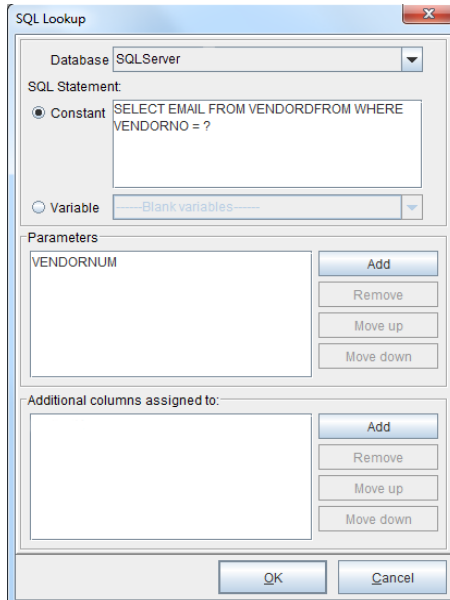 SQL Lookup
Database SQLServer
SQL Statement:
Constant SELECT EMAIL FROM VENDORDFROM WHERE
VENDORNO = ?
Variable ------Blank variables------
Parameters
VENDORNUM
Add
Remove
Move up
Move down
Additional columns assigned to:
Add
Remove
Move up
Move down
OK Cancel